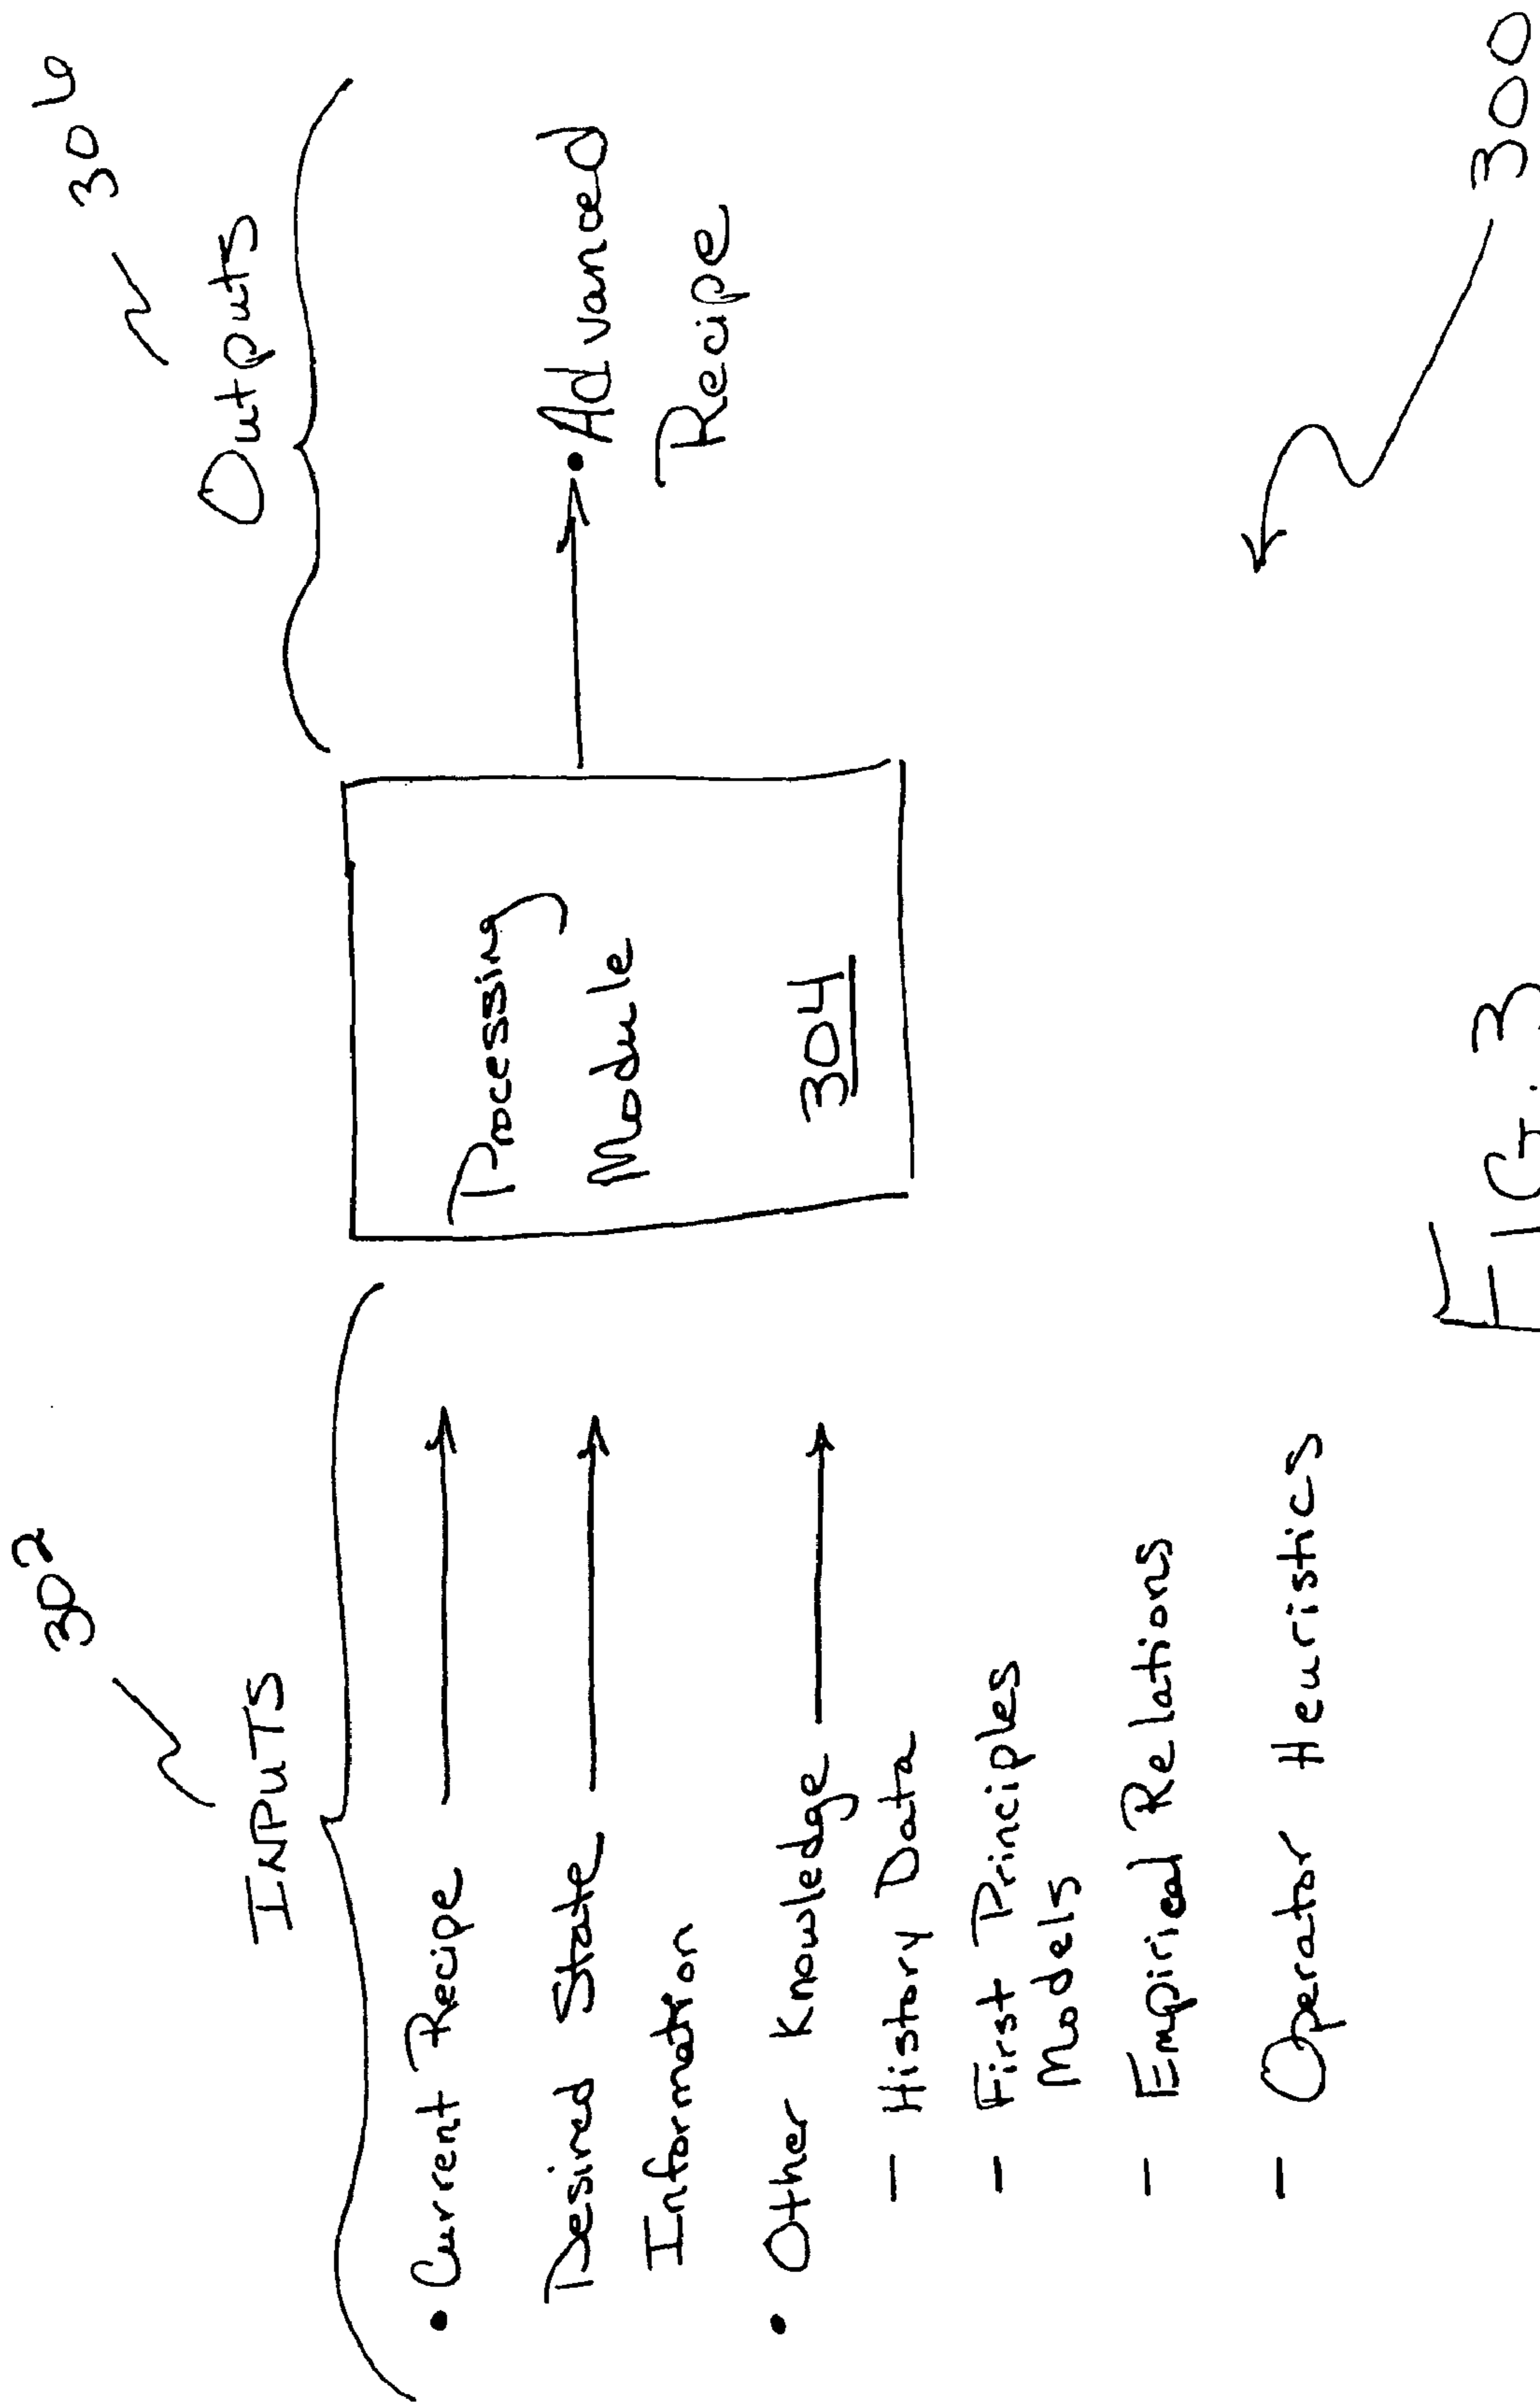 302
INPUTS
• Current Recipe
Desired State
Information
• Other Knowledge
– History Data
– First Principles
Models
– Empirical Relations
– Operator Heuristics
Processing
Module
304
306
Outputs
• Advanced
Recipe
300
FIG. 3